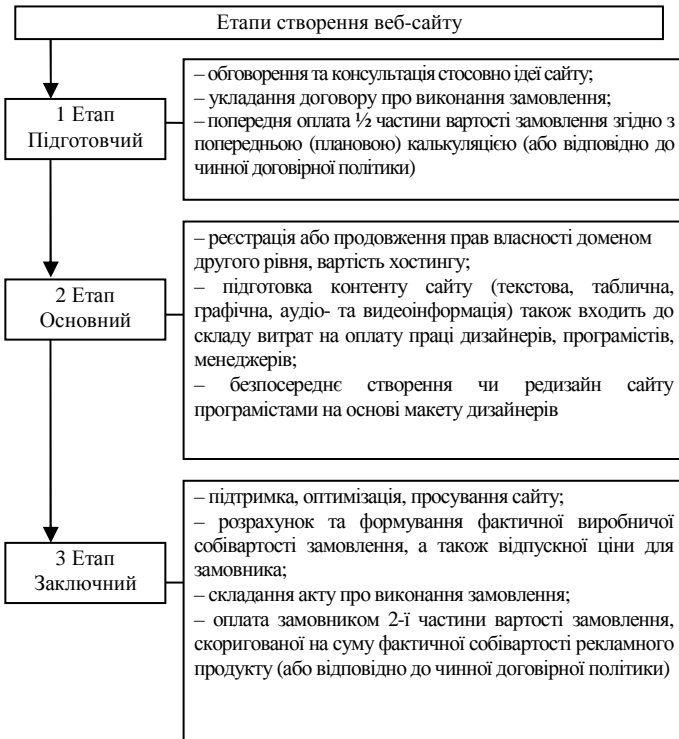 Етапи створення веб-сайту
1 Етап
Підготовчий
– обговорення та консультація стосовно ідеї сайту;
– укладання договору про виконання замовлення;
– попередня оплата ½ частини вартості замовлення згідно з
попередньою (плановою) калькуляцією (або відповідно до
чинної договірної політики)
2 Етап
Основний
– реєстрація або продовження прав власності доменом
другого рівня, вартість хостингу;
– підготовка контенту сайту (текстова, таблична,
графічна, аудіо- та видеоінформація) також входить до
складу витрат на оплату праці дизайнерів, програмістів,
менеджерів;
– безпосереднє створення чи редизайн сайту
програмістами на основі макету дизайнерів
3 Етап
Заключний
– підтримка, оптимізація, просування сайту;
– розрахунок та формування фактичної виробничої
собівартості замовлення, а також відпускної ціни для
замовника;
– складання акту про виконання замовлення;
– оплата замовником 2-ї частини вартості замовлення,
скоригованої на суму фактичної собівартості рекламного
продукту (або відповідно до чинної договірної політики)